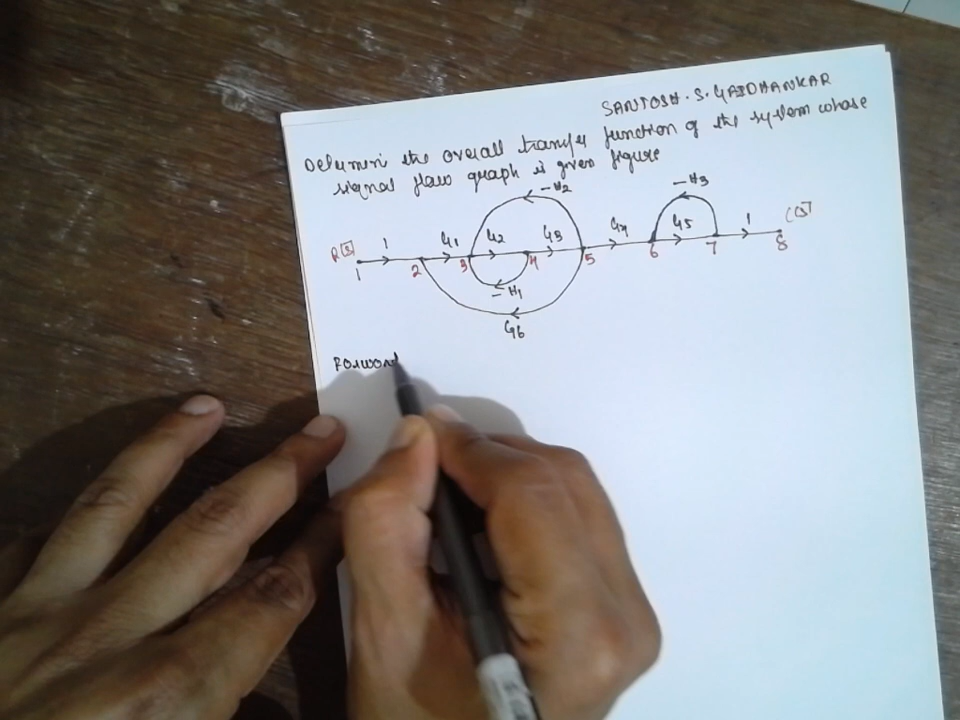 SANTOSH.S.GAIDHANKAR
Determine the overall transfer function of the system whose
signal flow graph is given figure
-H2 -H3
R(S) 1 G1 G2 G3 G4 G5 1 C(S)
1 2 3 4 5 6 7 8
-H1
G6
Forward